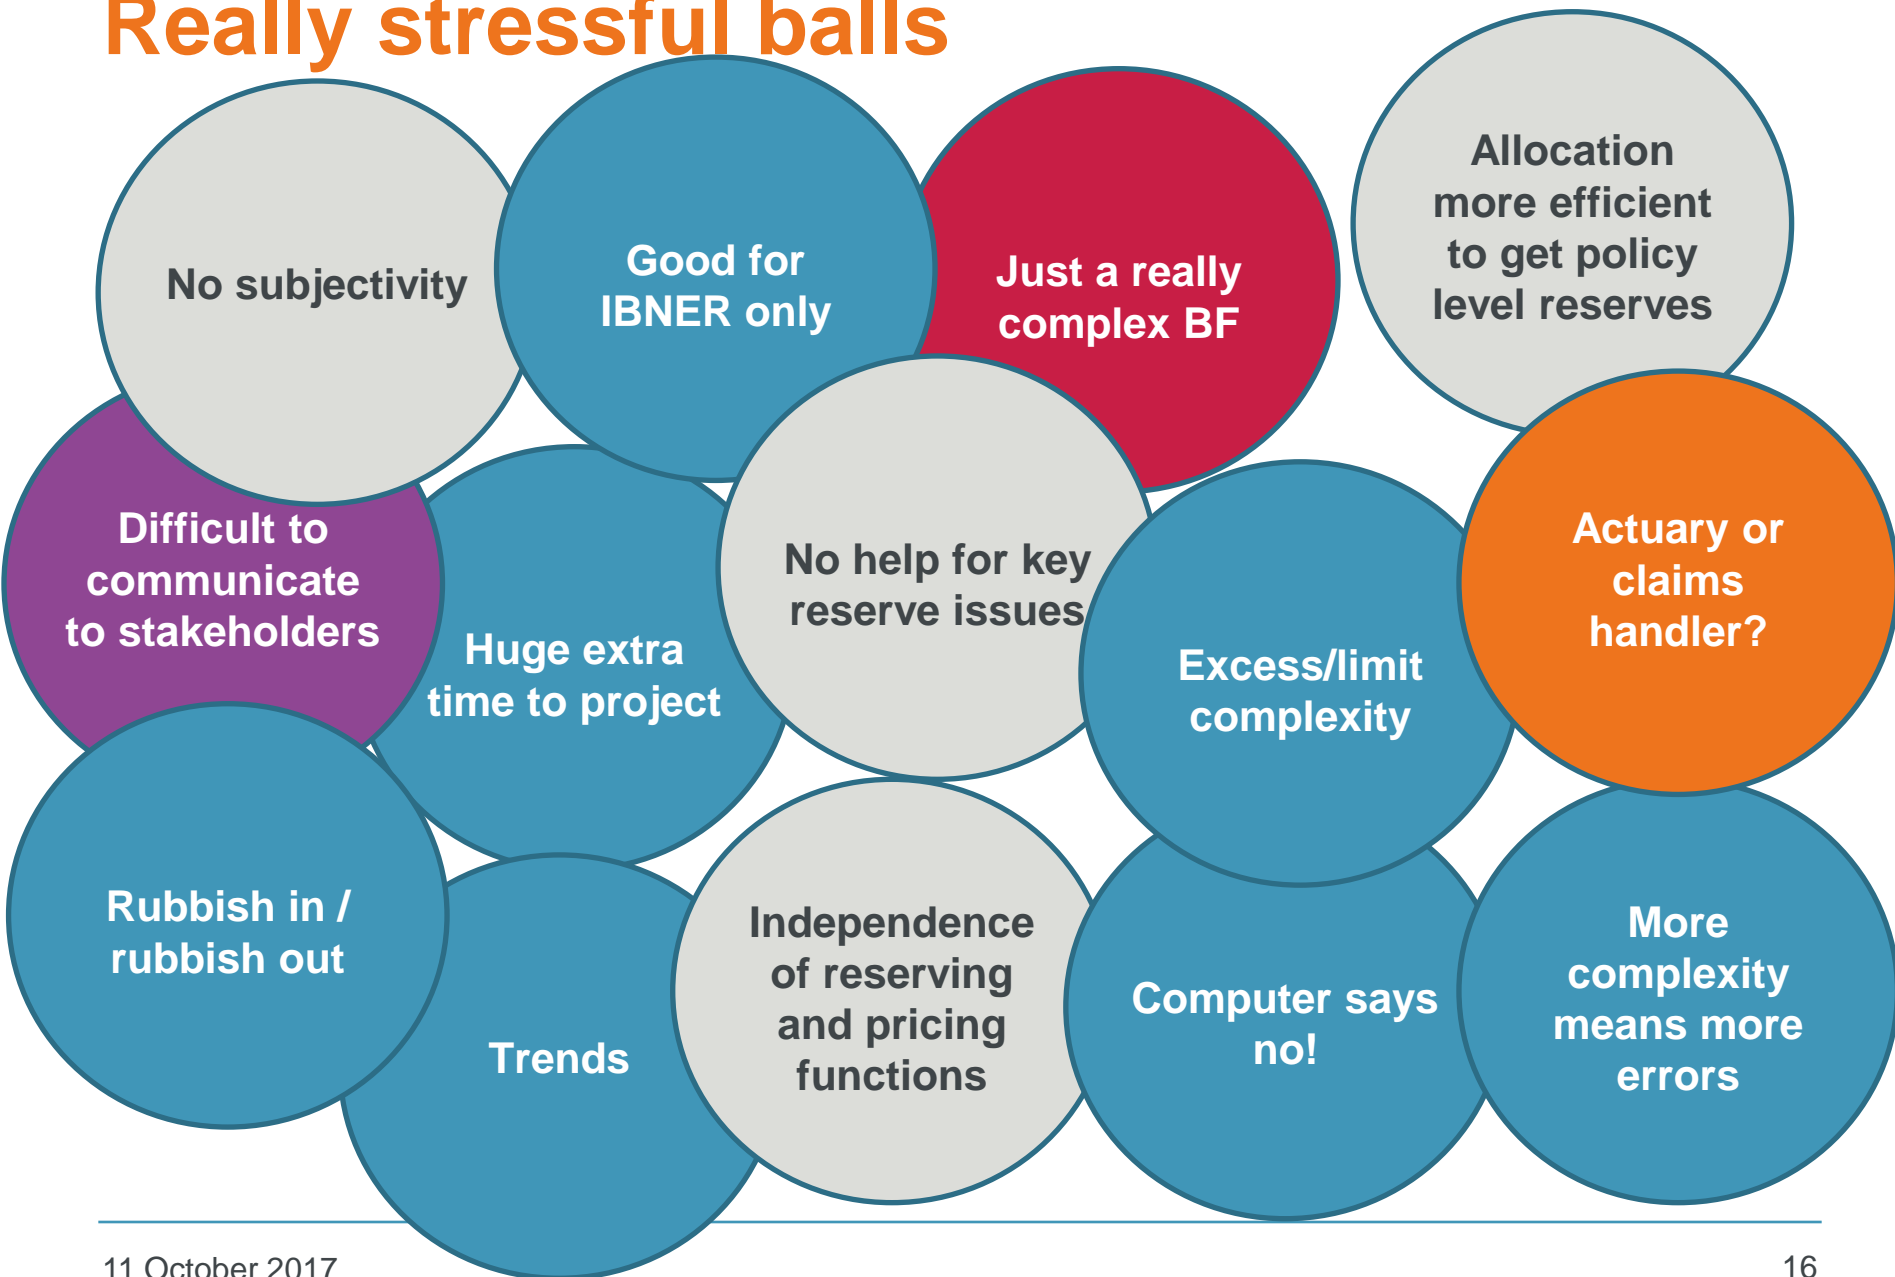 Really stressful balls
No subjectivity
Good for
IBNER only
Just a really
complex BF
Allocation
more efficient
to get policy
level reserves
Difficult to
communicate
to stakeholders
Huge extra
time to project
No help for key
reserve issues
Excess/limit
complexity
Actuary or
claims
handler?
Rubbish in /
rubbish out
Trends
Independence
of reserving
and pricing
functions
Computer says
no!
More
complexity
means more
errors
11 October 2017
16